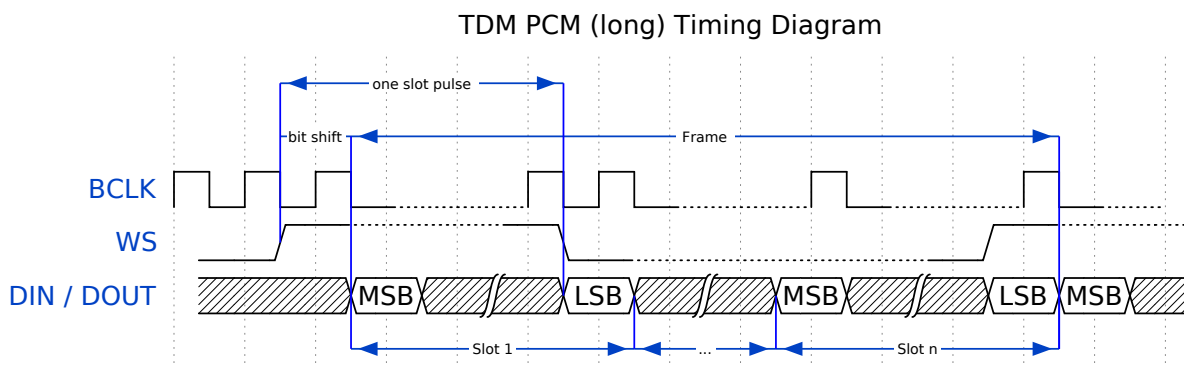 TDM PCM (long) Timing Diagram
one slot pulse
bit shift
Frame
BCLK
WS
DIN / DOUT
MSB
LSB
MSB
LSB
MSB
Slot 1
...
Slot n